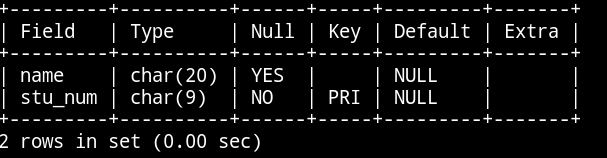 +---------+----------+------+-----+---------+-------+
| Field   | Type     | Null | Key | Default | Extra |
+---------+----------+------+-----+---------+-------+
| name    | char(20) | YES  |     | NULL    |       |
| stu_num | char(9)  | NO   | PRI | NULL    |       |
+---------+----------+------+-----+---------+-------+
2 rows in set (0.00 sec)